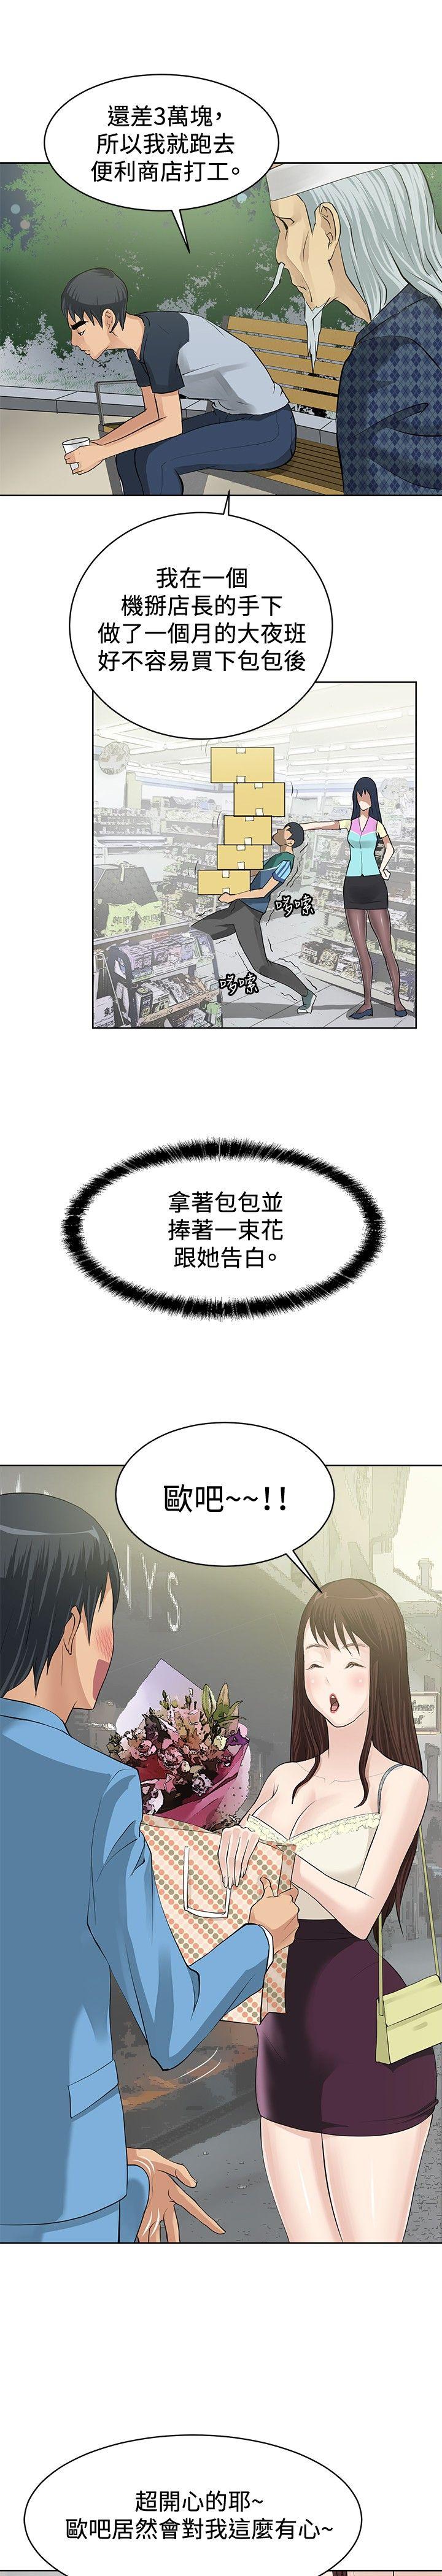 還差3萬塊，
所以我就跑去
便利商店打工。
我在一個
機掰店長的手下
做了一個月的大夜班
好不容易買下包包後
哆嗦
哆嗦
拿著包包並
捧著一束花
跟她告白。
歐吧~~!!
NYS
超開心的耶~
歐吧居然會對我這麼有心~